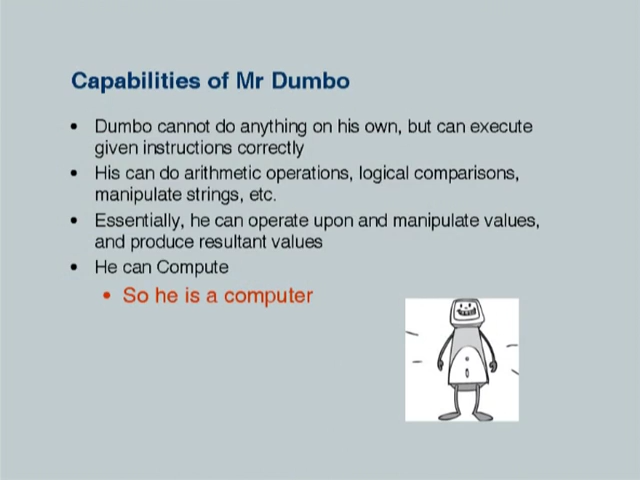 Capabilities of Mr Dumbo
• Dumbo cannot do anything on his own, but can execute
given instructions correctly
• His can do arithmetic operations, logical comparisons,
manipulate strings, etc.
• Essentially, he can operate upon and manipulate values,
and produce resultant values
• He can Compute
• So he is a computer